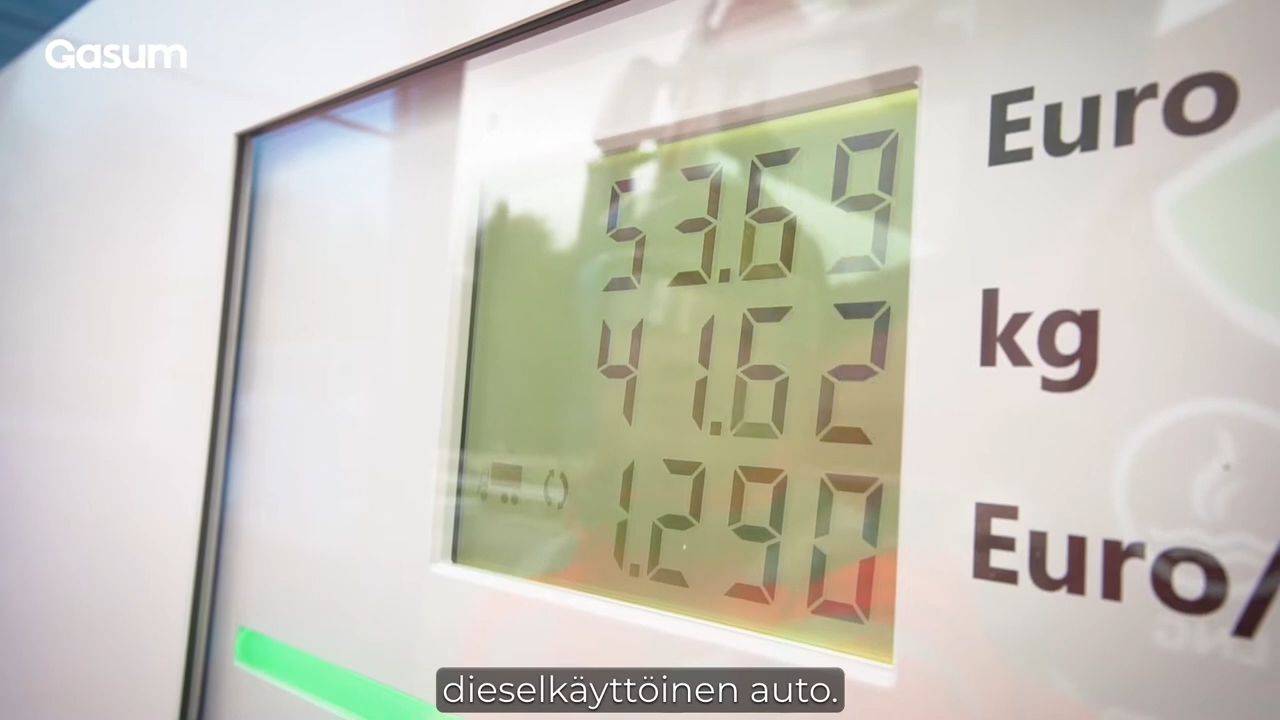 Gasum
53.69 Euro
41.62 kg
1.290 Euro/
dieselkäyttöinen auto.